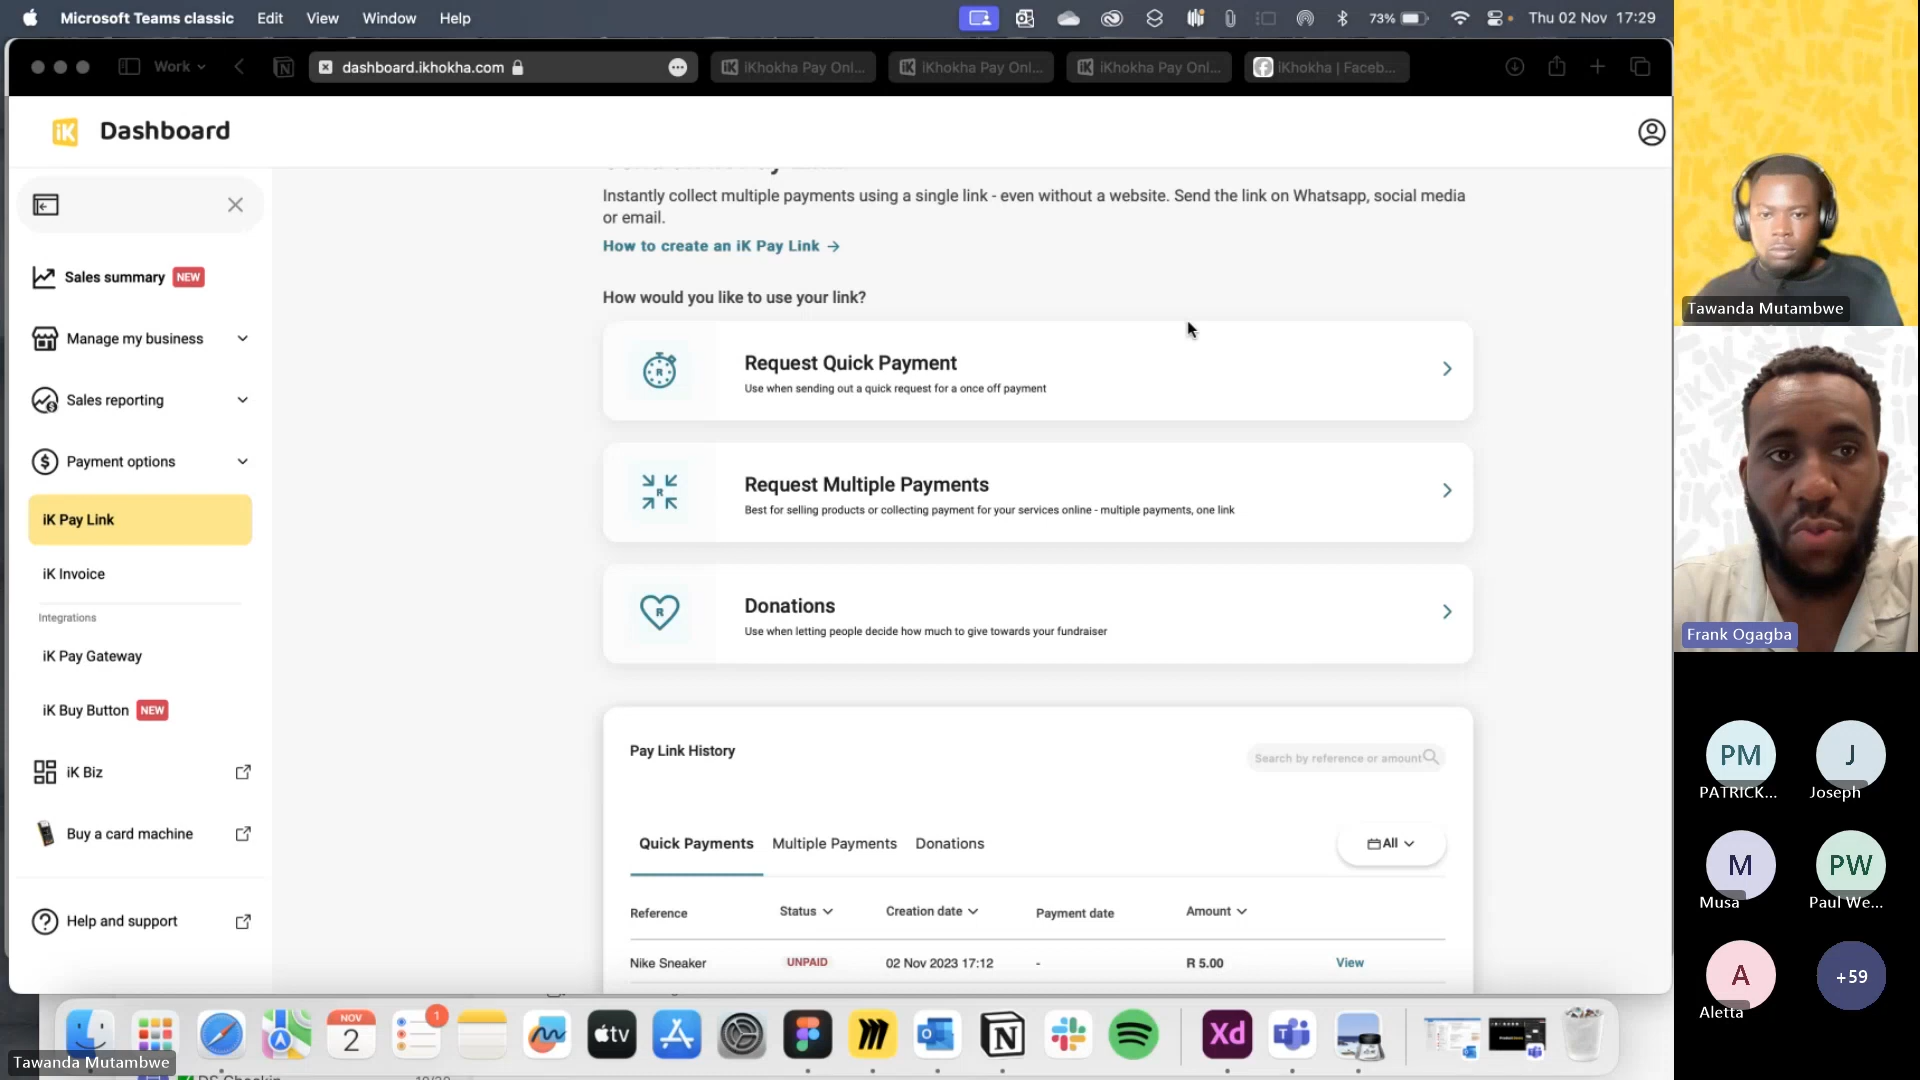 Microsoft Teams classic Edit View Window Help
73% Thu 02 Nov 17:29
Work dashboard.ikhokha.com iKhokha Pay Onl... iKhokha Pay Onl... iKhokha Pay Onl... iKhokha | Faceb...
iK Dashboard
Sales summary NEW
Manage my business
Sales reporting
Payment options
iK Pay Link
iK Invoice
Integrations
iK Pay Gateway
iK Buy Button NEW
iK Biz
Buy a card machine
Help and support
Instantly collect multiple payments using a single link - even without a website. Send the link on Whatsapp, social media
or email.
How to create an iK Pay Link →
How would you like to use your link?
Request Quick Payment
Use when sending out a quick request for a once off payment
Request Multiple Payments
Best for selling products or collecting payment for your services online - multiple payments, one link
Donations
Use when letting people decide how much to give towards your fundraiser
Pay Link History
Search by reference or amount
Quick Payments Multiple Payments Donations
All
Reference Status Creation date Payment date Amount
Nike Sneaker UNPAID 02 Nov 2023 17:12 - R 5.00 View
NOV
2
1
tv
Xd
Tawanda Mutambwe
Tawanda Mutambwe
Frank Ogagba
PM
PATRICK...
J
Joseph
M
Musa
PW
Paul We...
A
Aletta
+59